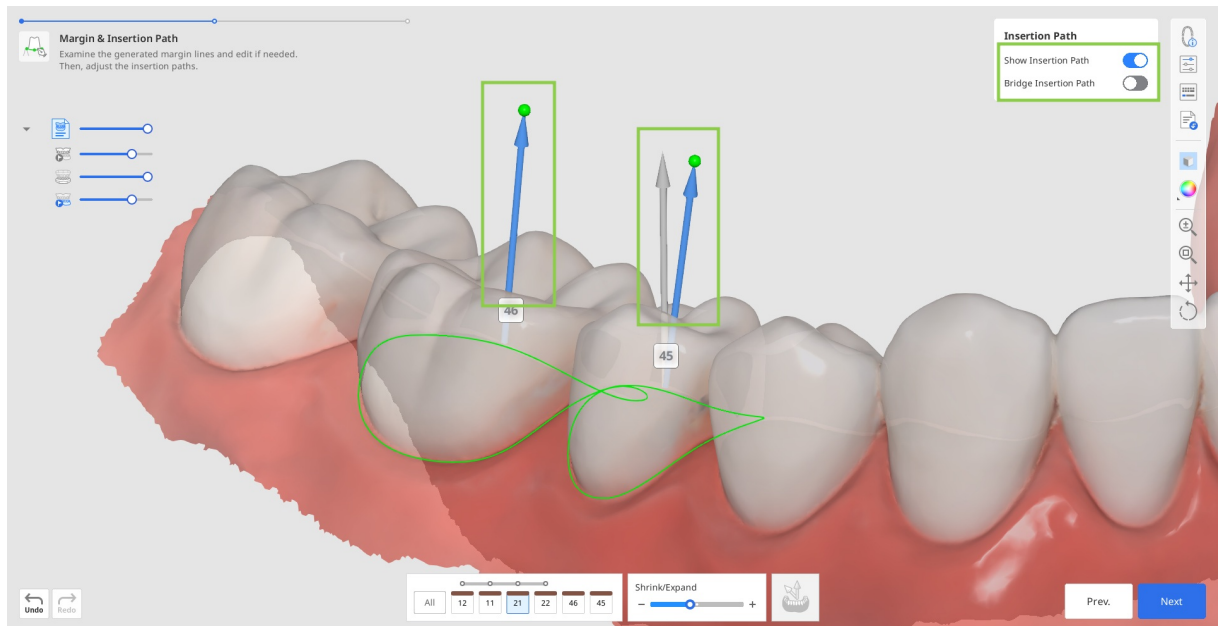 Margin & Insertion Path
Examine the generated margin lines and edit if needed.
Then, adjust the insertion paths.
Insertion Path
Show Insertion Path
Bridge Insertion Path
46
45
Undo
Redo
All
12
11
21
22
46
45
Shrink/Expand
Prev.
Next